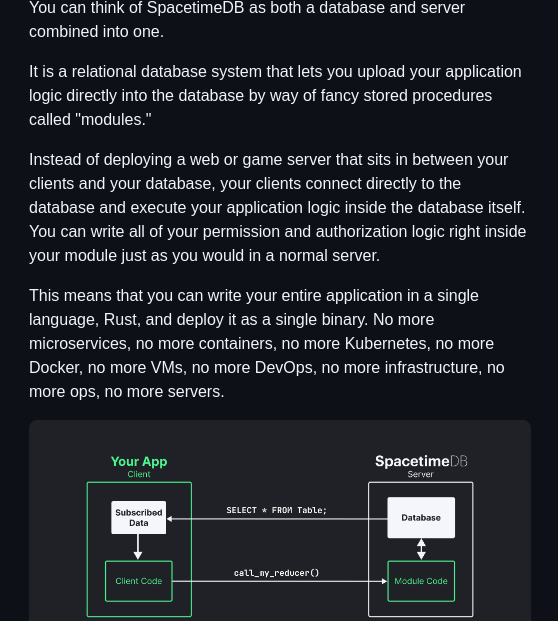 You can think of SpacetimeDB as both a database and server
combined into one.
It is a relational database system that lets you upload your application
logic directly into the database by way of fancy stored procedures
called "modules."
Instead of deploying a web or game server that sits in between your
clients and your database, your clients connect directly to the
database and execute your application logic inside the database itself.
You can write all of your permission and authorization logic right inside
your module just as you would in a normal server.
This means that you can write your entire application in a single
language, Rust, and deploy it as a single binary. No more
microservices, no more containers, no more Kubernetes, no more
Docker, no more VMs, no more DevOps, no more infrastructure, no
more ops, no more servers.
Your App
Client
SpacetimeDB
Server
Subscribed
Data
SELECT * FROM Table;
Database
Client Code
call_my_reducer()
Module Code